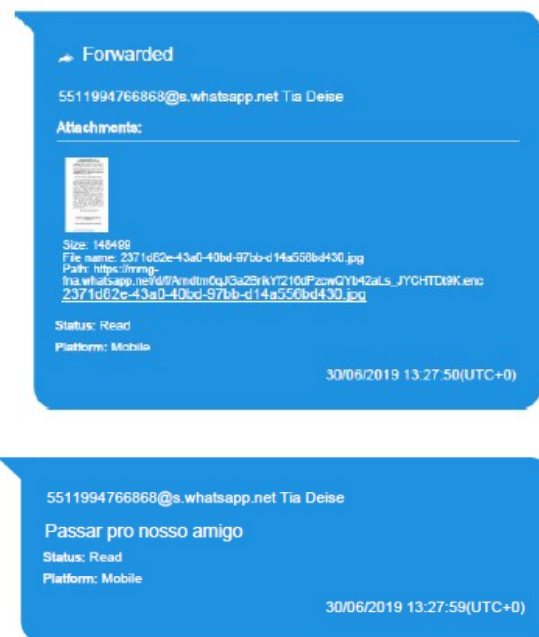 Forwarded
5511994766868@s.whatsapp.net Tia Deise
Attachments:
Size: 148499
File name: 2371d82e-43a0-40bd-97bb-d14a556bd430.jpg
Path: https://mmg-
2371d82e-43a0-40bd-97bb-d14a556bd430.jpg
Status: Read
Platform: Mobile
30/06/2019 13:27:50(UTC+0)
5511994766868@s.whatsapp.net Tia Deise
Passar pro nosso amigo
Status: Read
Platform: Mobile
30/06/2019 13:27:59(UTC+0)